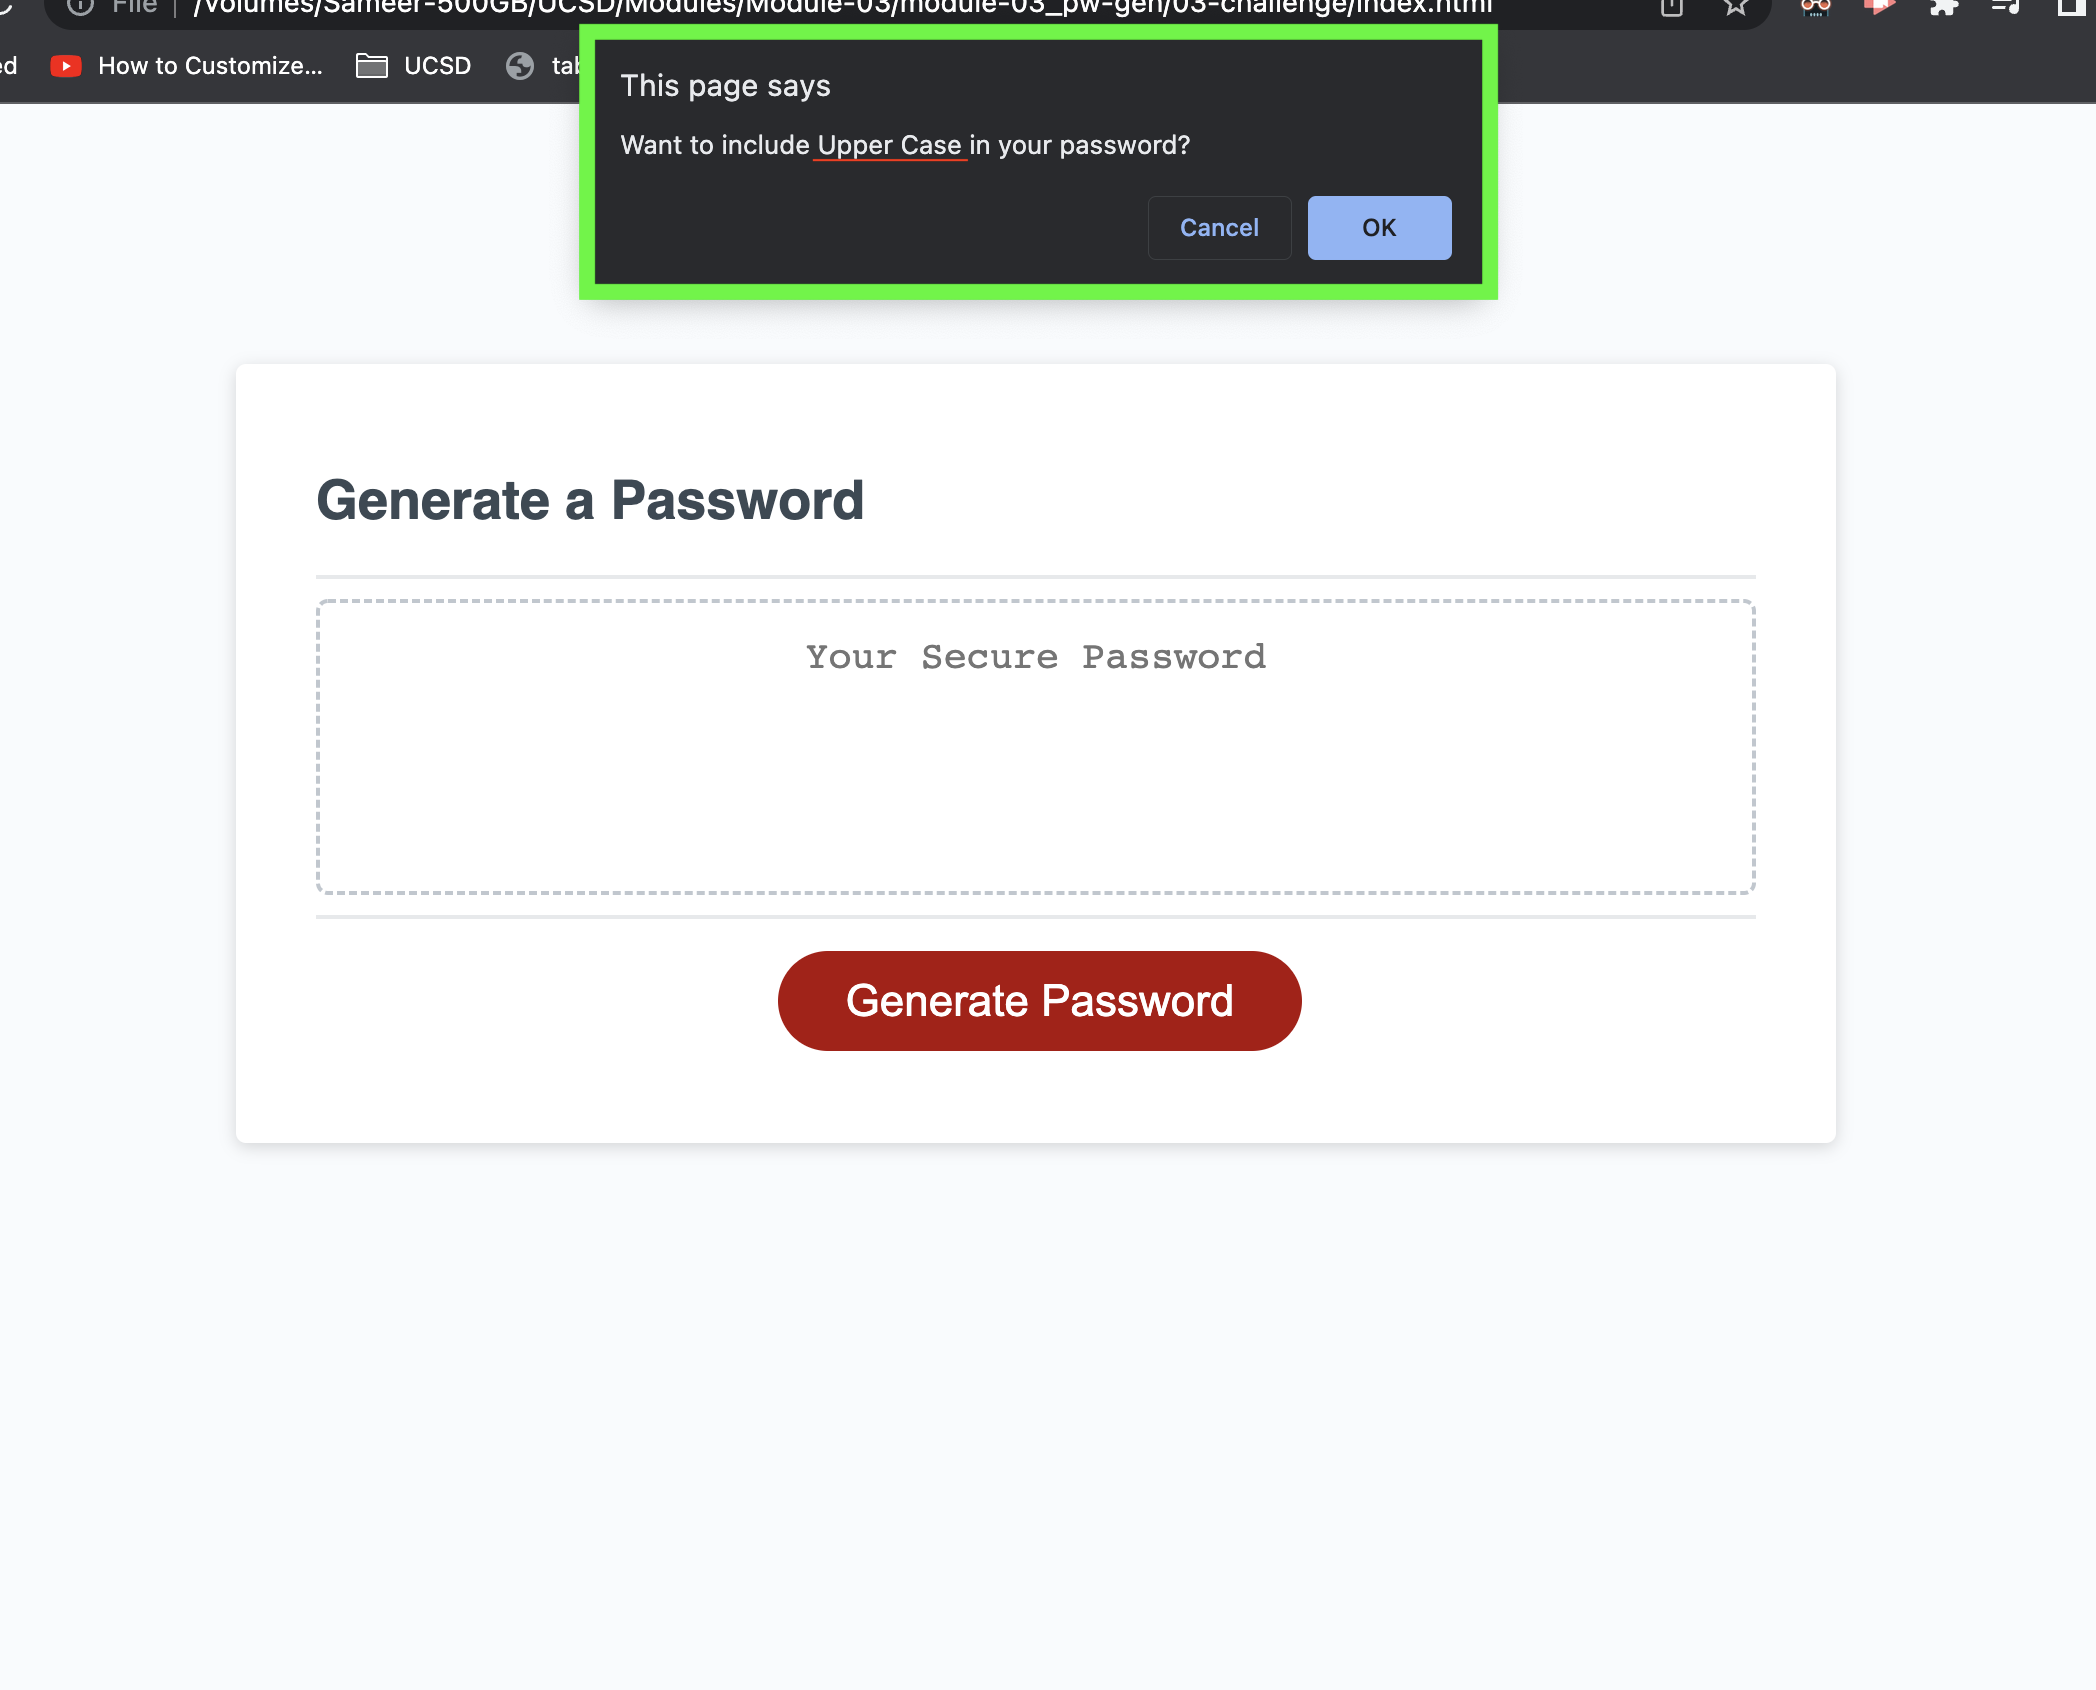 File /Volumes/Sameer-500GB/UCSD/Modules/Module-03/module-03_pw-gen/03-challenge/index.html
ed How to Customize... UCSD tab
This page says
Want to include Upper Case in your password?
Cancel OK
Generate a Password
Your Secure Password
Generate Password